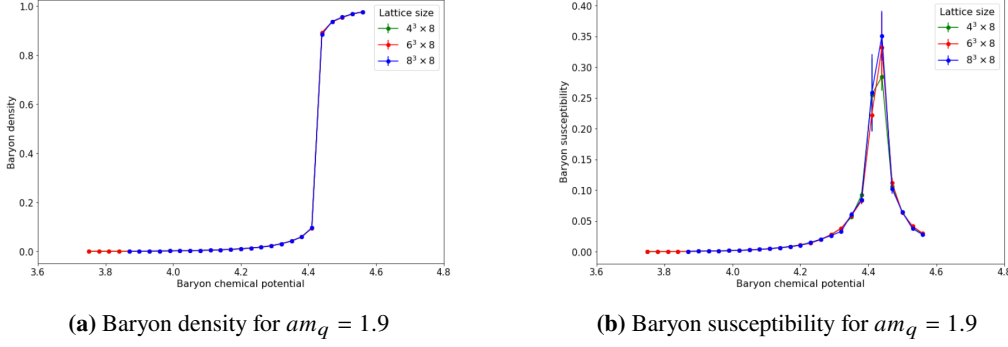 Baryon density
1.0
0.8
0.6
0.4
0.2
0.0
3.6 3.8 4.0 4.2 4.4 4.6 4.8
Baryon chemical potential
Lattice size
4³ × 8
6³ × 8
8³ × 8
(a) Baryon density for am_q = 1.9
Baryon susceptibility
0.40
0.35
0.30
0.25
0.20
0.15
0.10
0.05
0.00
3.6 3.8 4.0 4.2 4.4 4.6 4.8
Baryon chemical potential
Lattice size
4³ × 8
6³ × 8
8³ × 8
(b) Baryon susceptibility for am_q = 1.9